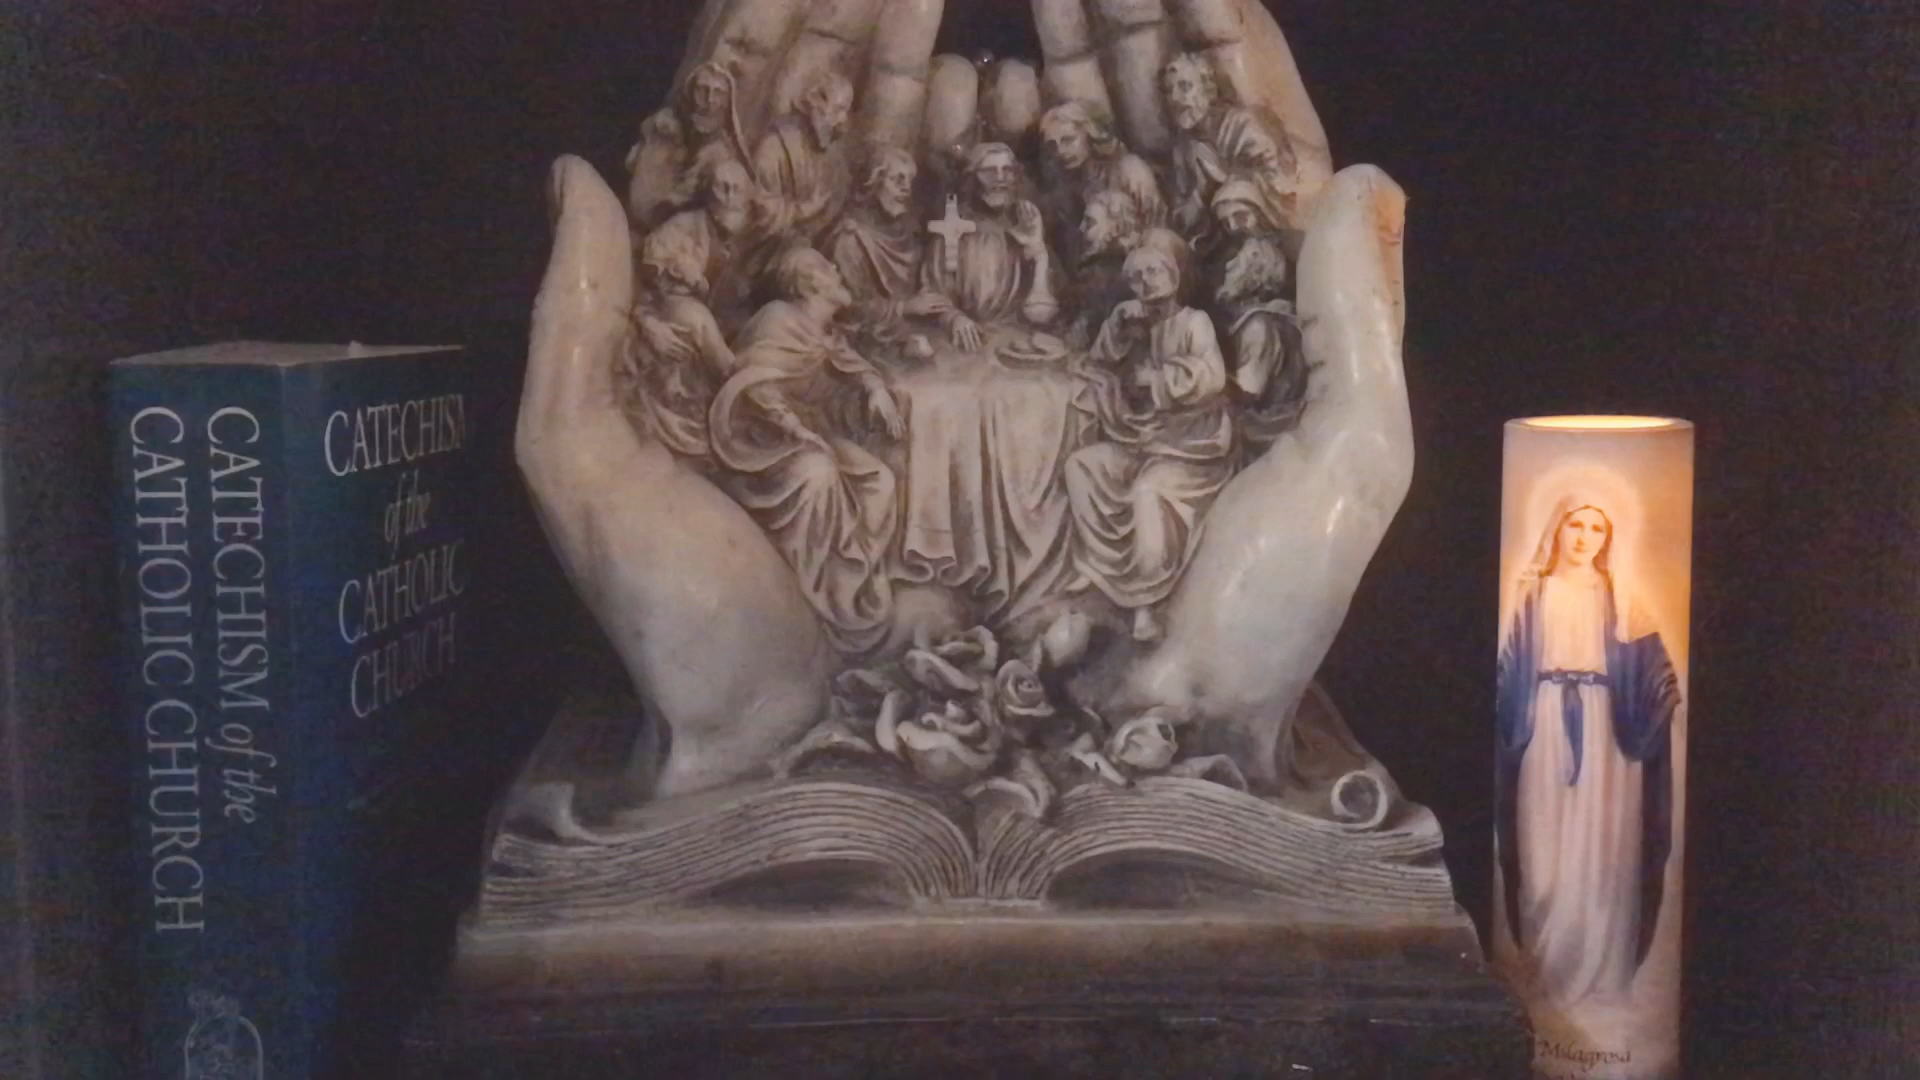 CATECHISM of the
CATHOLIC CHURCH
CATECHISM
of the
CATHOLIC
CHURCH
Milagrosa